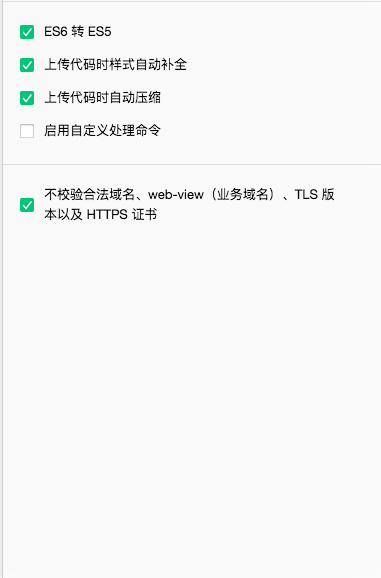 ES6 转 ES5
上传代码时样式自动补全
上传代码时自动压缩
启用自定义处理命令
不校验合法域名、web-view（业务域名）、TLS 版
本以及 HTTPS 证书